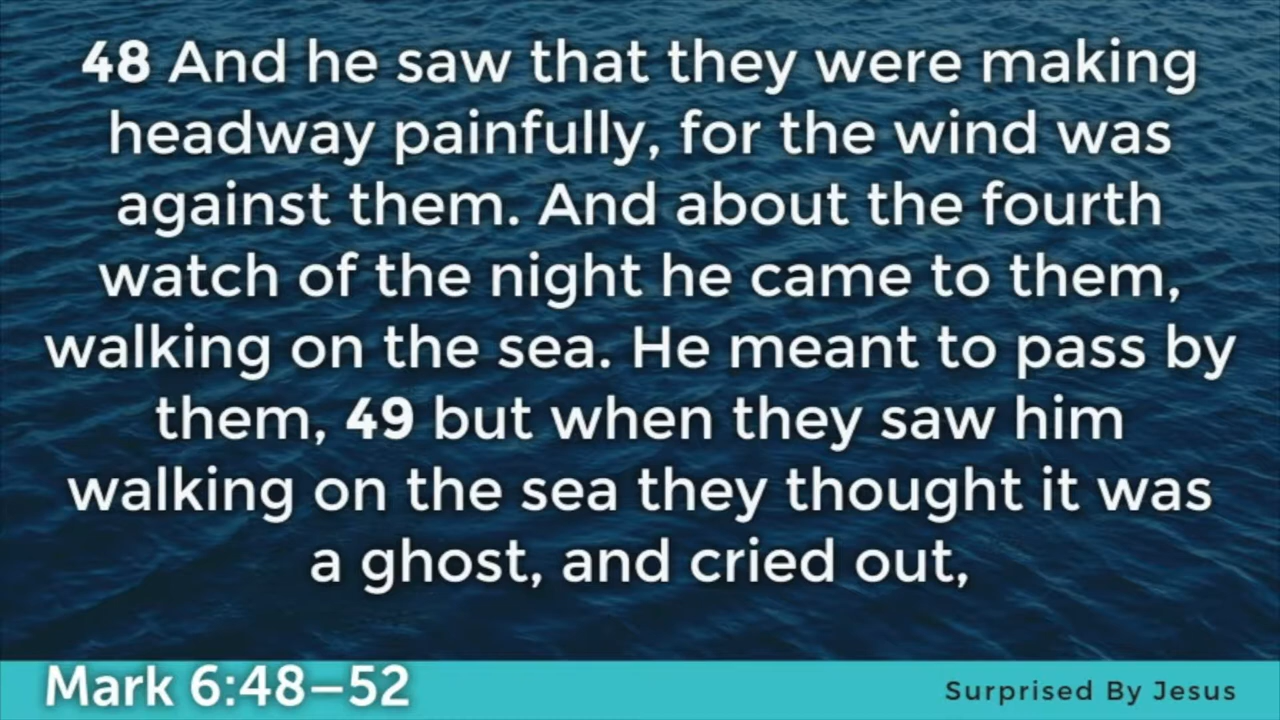 48 And he saw that they were making
headway painfully, for the wind was
against them. And about the fourth
watch of the night he came to them,
walking on the sea. He meant to pass by
them, 49 but when they saw him
walking on the sea they thought it was
a ghost, and cried out,
Mark 6:48–52
Surprised By Jesus